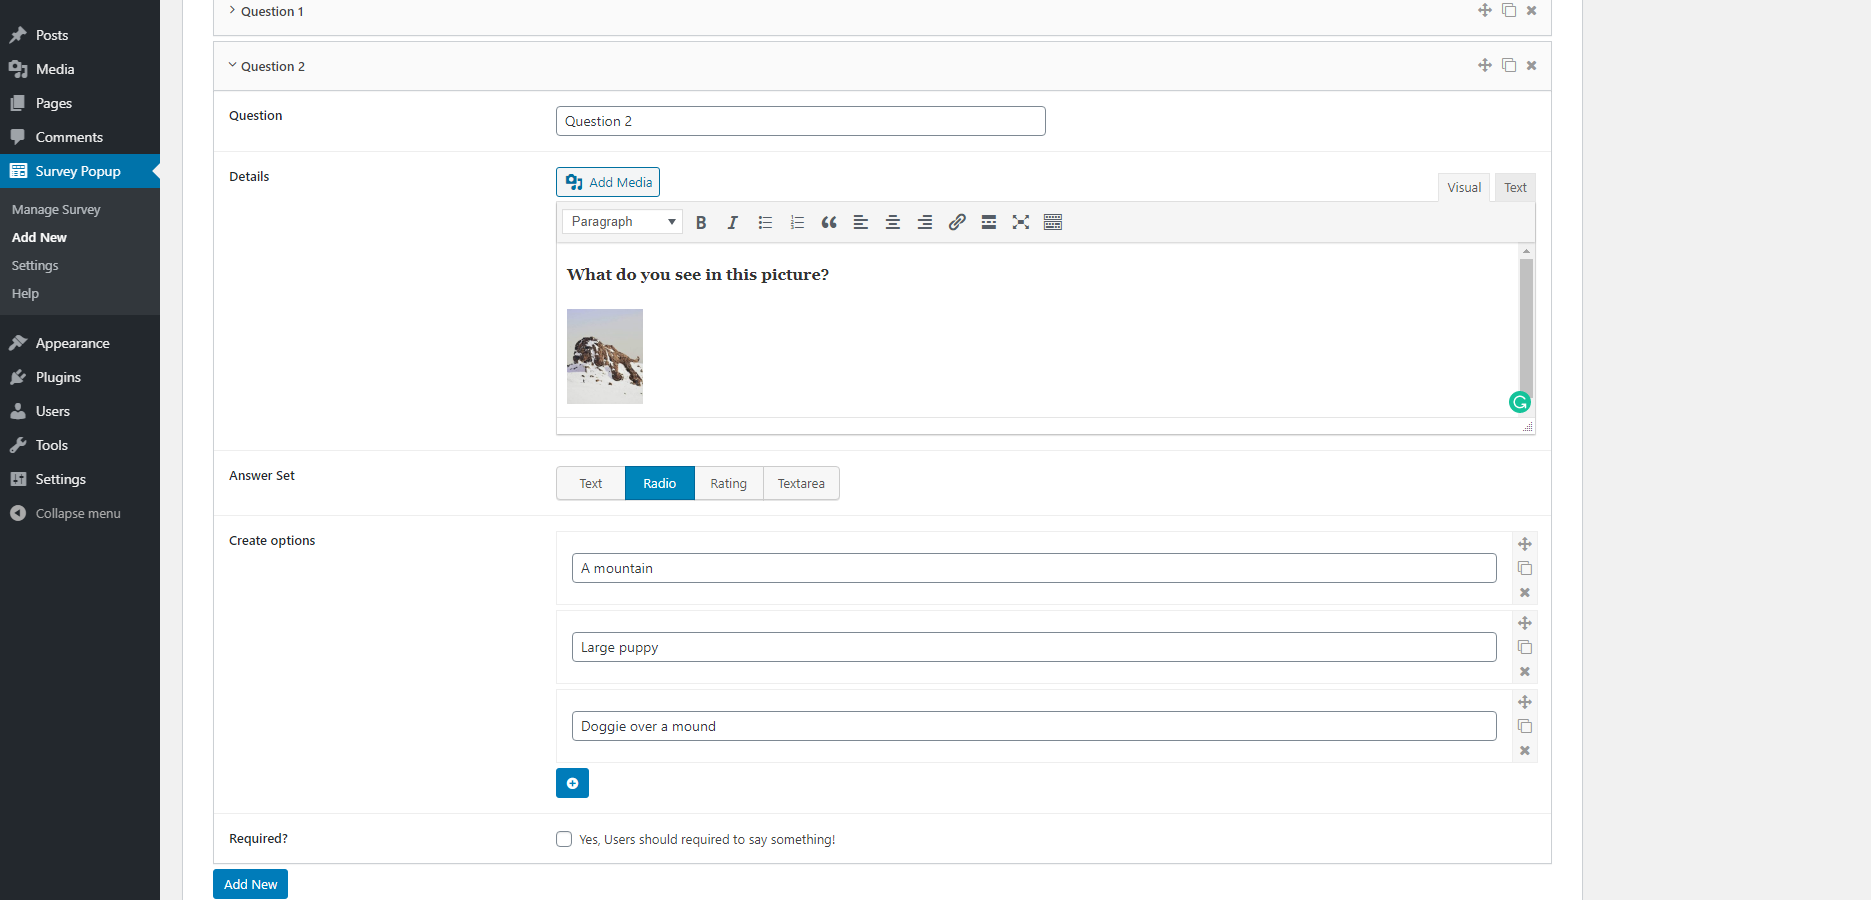 Posts
Media
Pages
Comments
Survey Popup
Manage Survey
Add New
Settings
Help
Appearance
Plugins
Users
Tools
Settings
Collapse menu
Question 1
Question 2
Question
Question 2
Details
Add Media
Visual
Text
Paragraph
B
I
What do you see in this picture?
Answer Set
Text
Radio
Rating
Textarea
Create options
A mountain
Large puppy
Doggie over a mound
Required?
Yes, Users should required to say something!
Add New